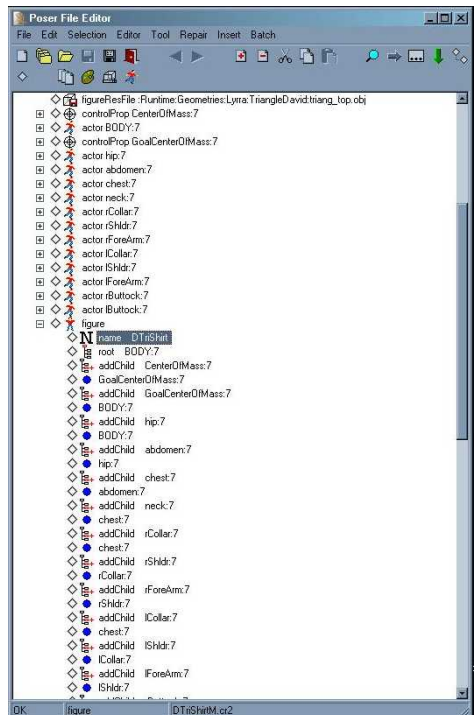 Poser File Editor
File Edit Selection Editor Tool Repair Insert Batch
figureResFile :Runtime:Geometries:Lyrra:TriangleDavid:triang_top.obj
controlProp CenterOfMass:7
actor BODY:7
controlProp GoalCenterOfMass:7
actor hip:7
actor abdomen:7
actor chest:7
actor neck:7
actor rCollar:7
actor rShldr:7
actor rForeArm:7
actor lCollar:7
actor lShldr:7
actor lForeArm:7
actor rButtock:7
actor lButtock:7
figure
N name DTriShirt
root BODY:7
addChild CenterOfMass:7
GoalCenterOfMass:7
addChild GoalCenterOfMass:7
BODY:7
addChild hip:7
BODY:7
addChild abdomen:7
hip:7
addChild chest:7
abdomen:7
addChild neck:7
chest:7
addChild rCollar:7
chest:7
addChild rShldr:7
rCollar:7
addChild rForeArm:7
rShldr:7
addChild lCollar:7
chest:7
addChild lShldr:7
lCollar:7
addChild lForeArm:7
lShldr:7
OK figure DTriShirtM.cr2